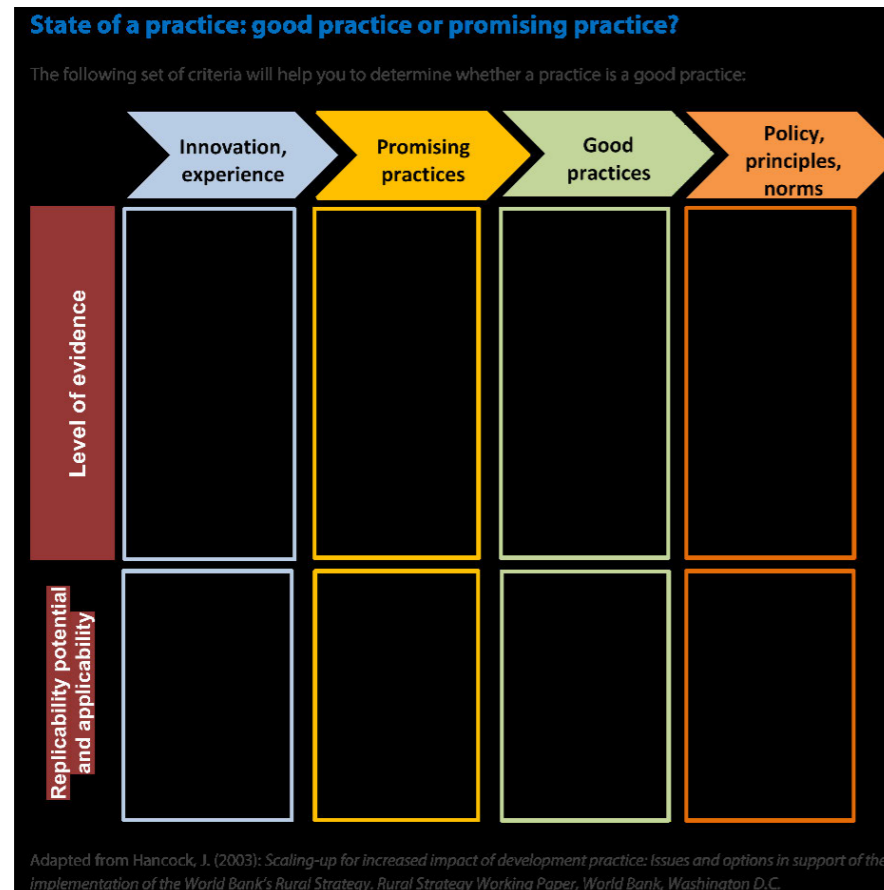 State of a practice: good practice or promising practice?
The following set of criteria will help you to determine whether a practice is a good practice:
Innovation,
experience
Promising
practices
Good
practices
Policy,
principles,
norms
Level of evidence
Replicability potential
and applicability
Adapted from Hancock, J. (2003): Scaling-up for increased impact of development practice: Issues and options in support of the
implementation of the World Bank's Rural Strategy. Rural Strategy Working Paper, World Bank, Washington D.C.